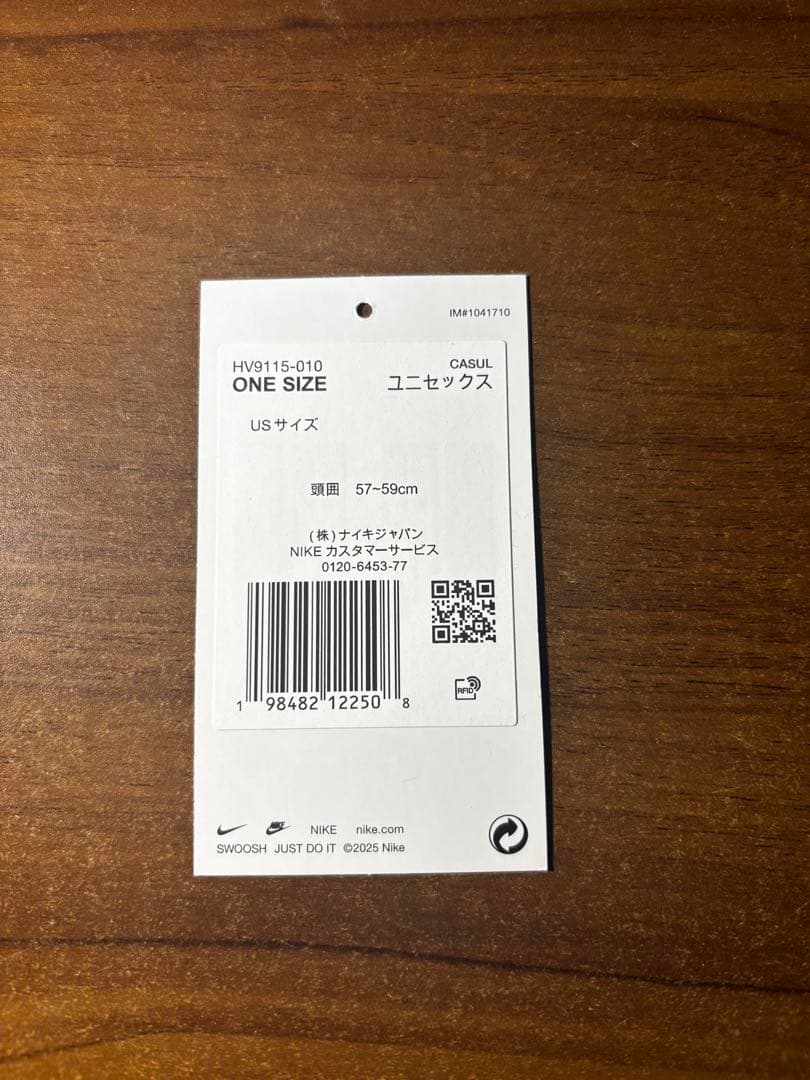 IM#1041710
HV9115-010 CASUL
ONE SIZE ユニセックス
USサイズ
頭囲 57~59cm
(株)ナイキジャパン
NIKE カスタマーサービス
0120-6453-77
RFID
1 98482 12250 8
NIKE NIKE nike.com
SWOOSH JUST DO IT ©2025 Nike